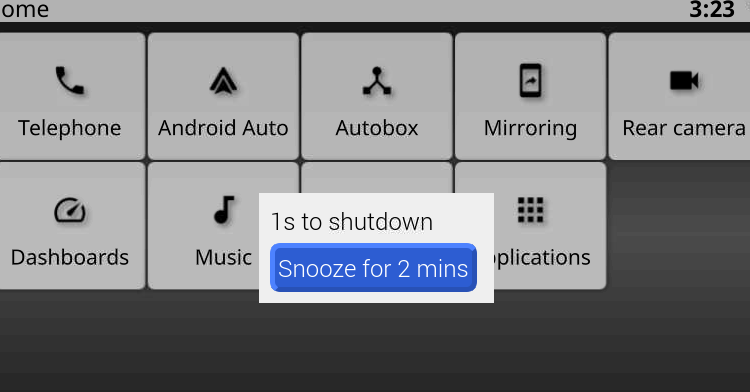 ome
3:23
Telephone
Android Auto
Autobox
Mirroring
Rear camera
Dashboards
Music
pplications
1s to shutdown
Snooze for 2 mins